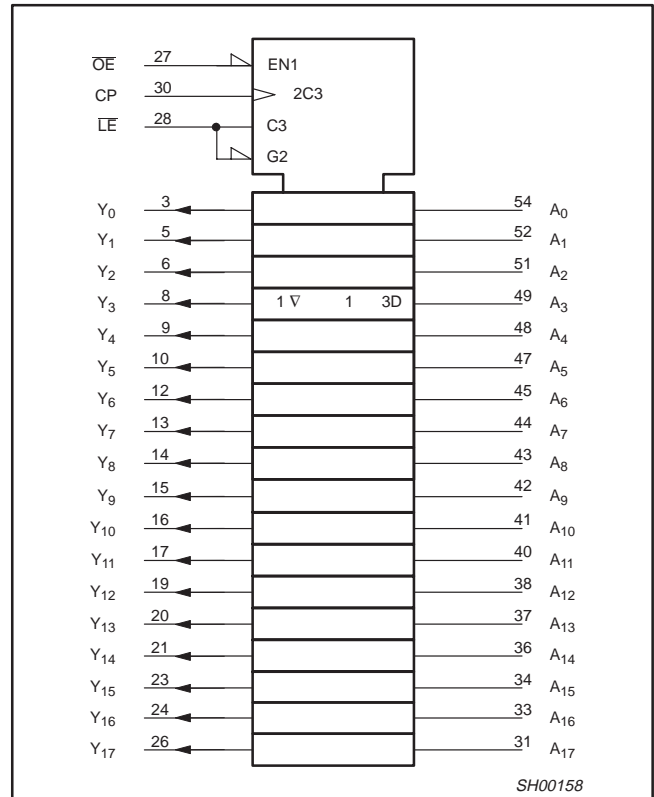 O̅E̅ 27 EN1
CP 30 2C3
L̅E̅ 28 C3
G2
Y0 3 54 A0
Y1 5 52 A1
Y2 6 51 A2
Y3 8 1 ∇ 1 3D 49 A3
Y4 9 48 A4
Y5 10 47 A5
Y6 12 45 A6
Y7 13 44 A7
Y8 14 43 A8
Y9 15 42 A9
Y10 16 41 A10
Y11 17 40 A11
Y12 19 38 A12
Y13 20 37 A13
Y14 21 36 A14
Y15 23 34 A15
Y16 24 33 A16
Y17 26 31 A17
SH00158